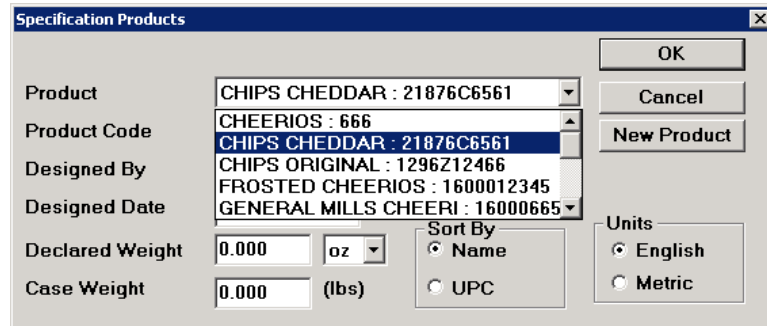 Specification Products
OK
Product
CHIPS CHEDDAR : 21876C6561
Cancel
CHEERIOS : 666
Product Code
CHIPS CHEDDAR : 21876C6561
New Product
CHIPS ORIGINAL : 1296Z12466
Designed By
FROSTED CHEERIOS : 1600012345
Designed Date
GENERAL MILLS CHEERI : 16000665
Sort By
Units
Declared Weight
0.000
oz
Name
English
Case Weight
0.000
(lbs)
UPC
Metric